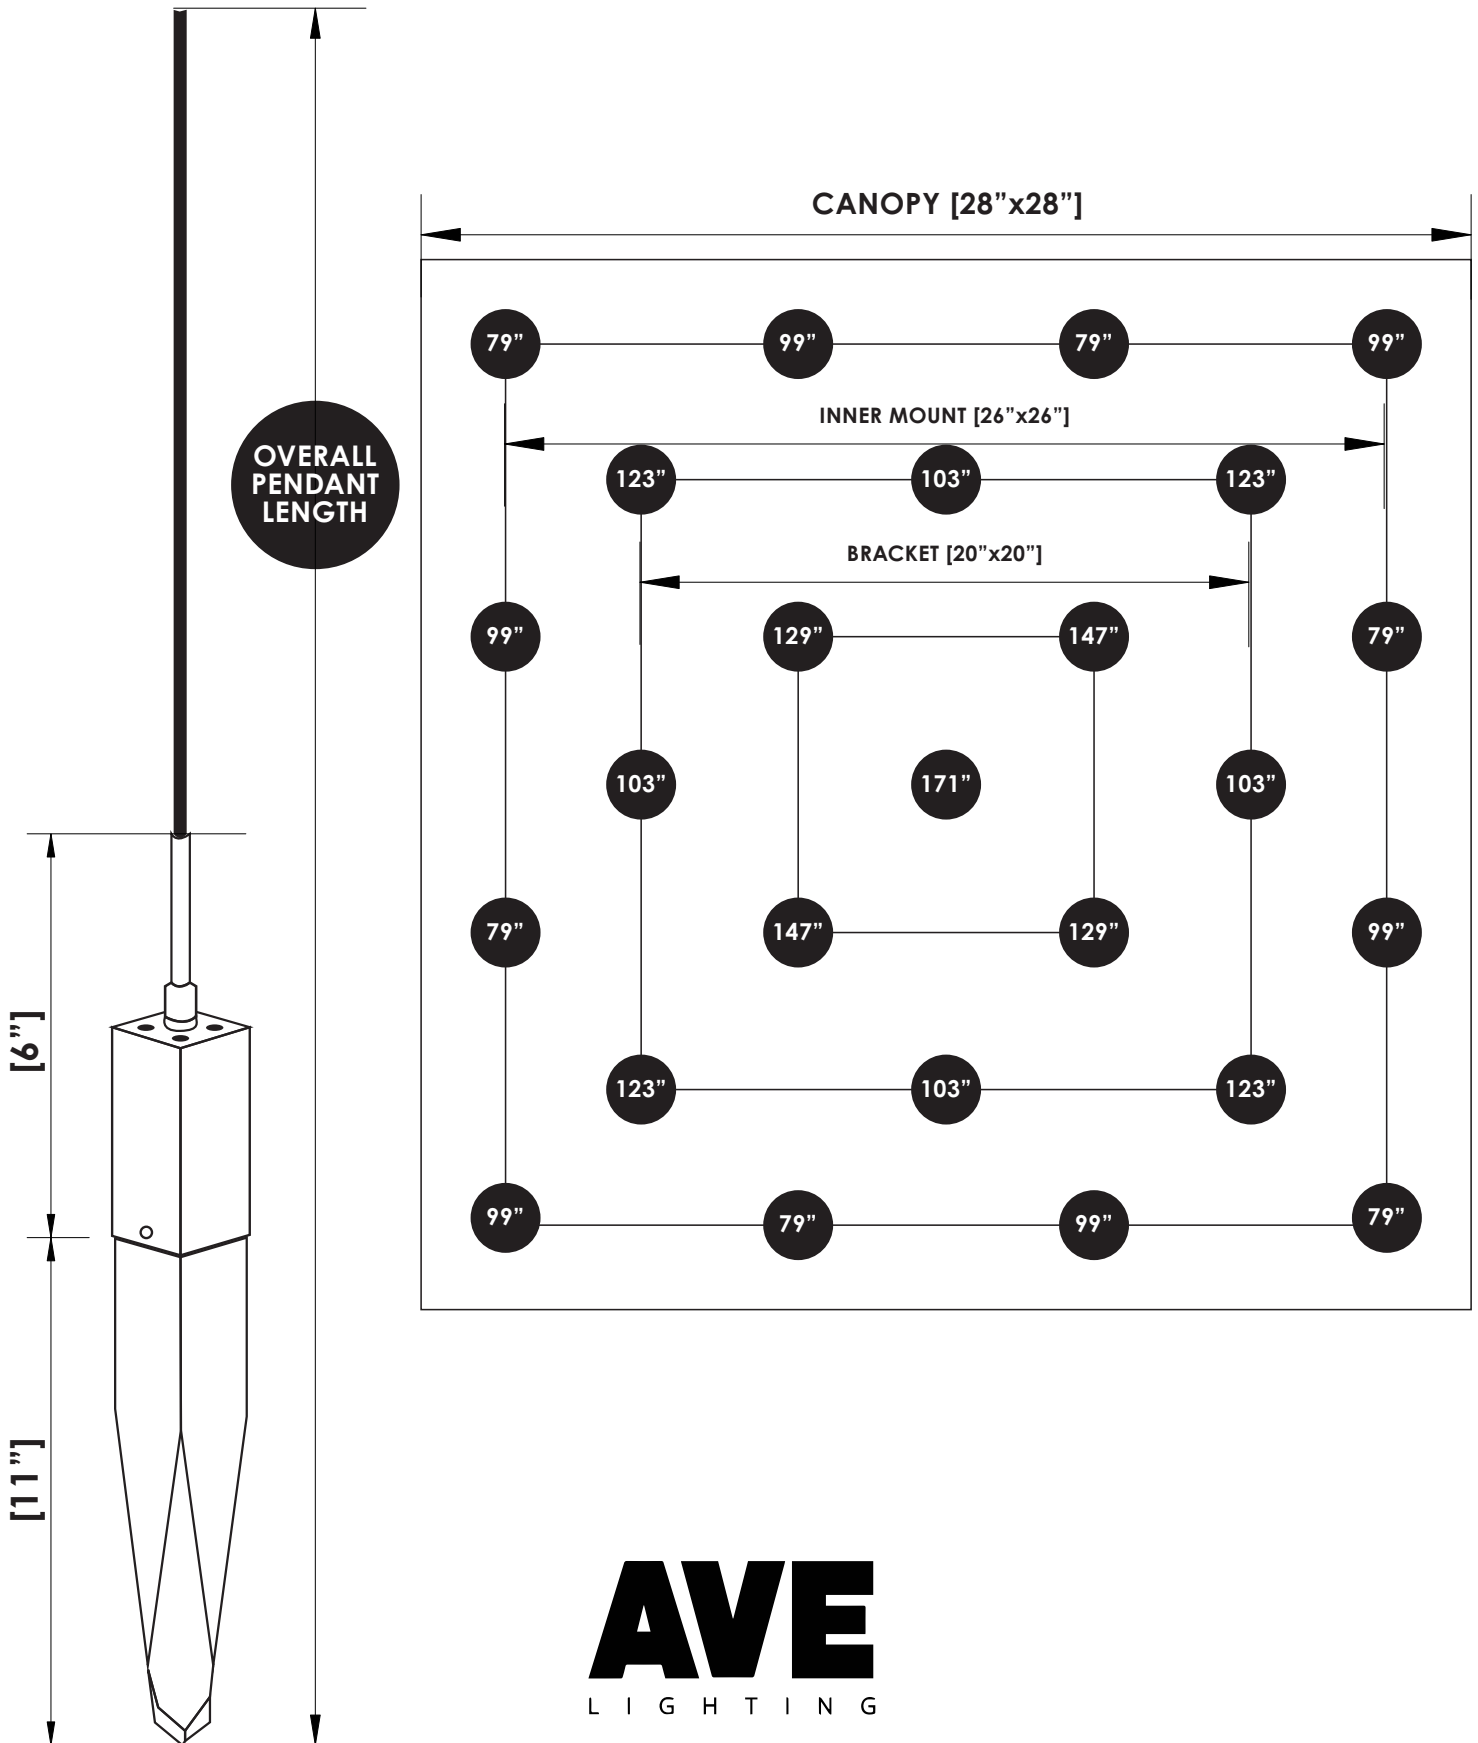 CANOPY [28”x28”]
79” 99” 79” 99”
INNER MOUNT [26”x26”]
OVERALL
PENDANT
LENGTH
123” 103” 123”
BRACKET [20”x20”]
99” 129” 147” 79”
103” 171” 103”
79” 147” 129” 99”
[6”]
123” 103” 123”
99” 79” 99” 79”
[11”]
AVE
LIGHTING